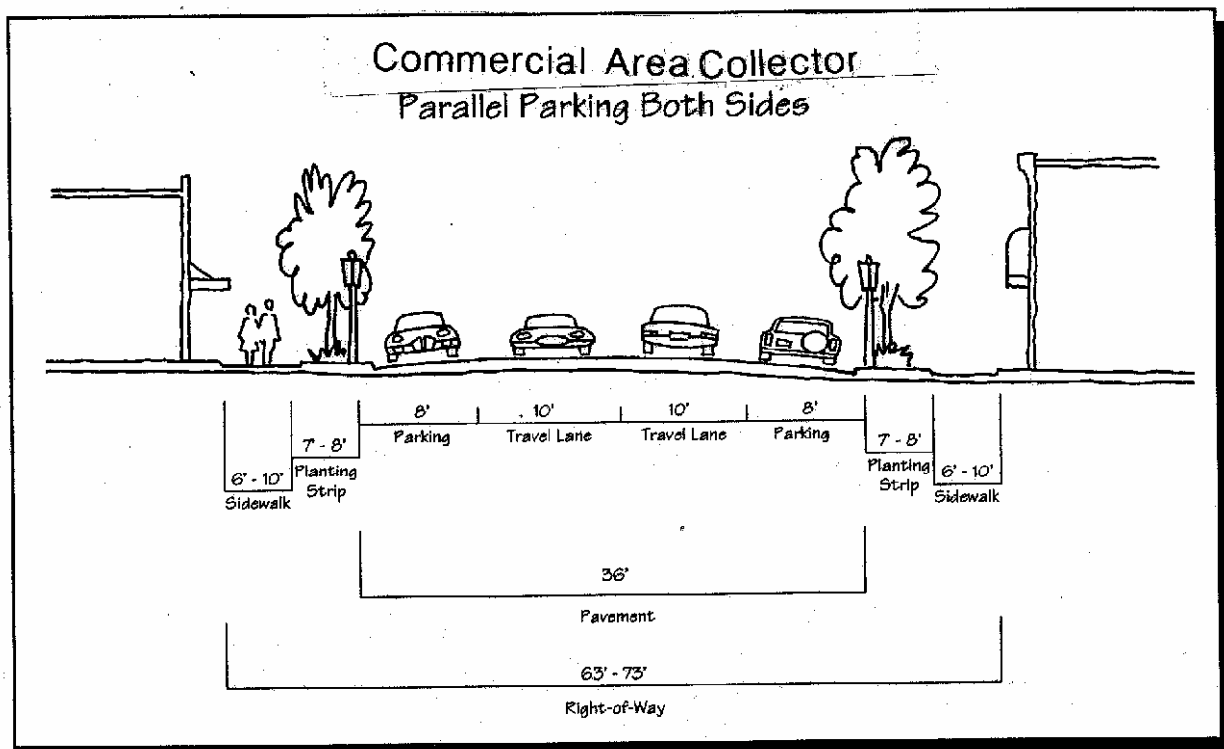 Commercial Area Collector
Parallel Parking Both Sides
8' 10' 10' 8'
Parking Travel Lane Travel Lane Parking
7' - 8' 7' - 8'
Planting Strip Planting Strip
6' - 10' 6' - 10'
Sidewalk Sidewalk
36'
Pavement
63' - 73'
Right-of-Way